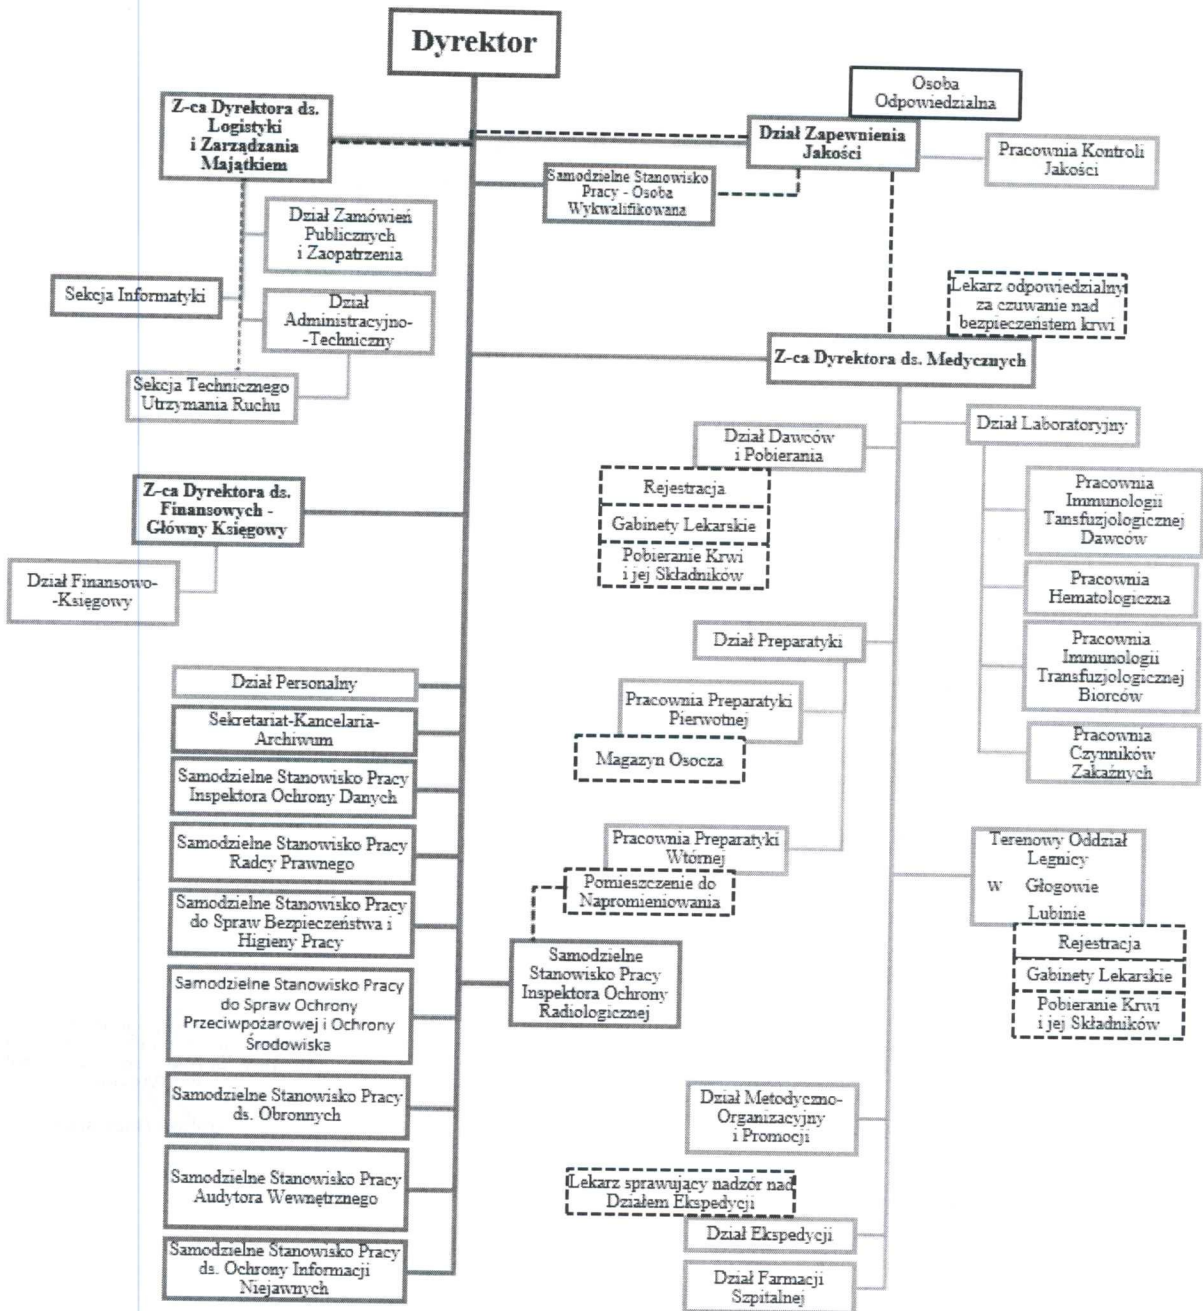 Dyrektor
Osoba
Odpowiedzialna
Z-ca Dyrektora ds.
Logistyki
i Zarządzania
Majątkiem
Dział Zapewnienia
Jakości
Pracownia Kontroli
Jakości
Samodzielne Stanowisko
Pracy - Osoba
Wykwalifikowana
Dział Zamówień
Publicznych
i Zaopatrzenia
Sekcja Informatyki
Dział
Administracyjno-
-Techniczny
Sekcja Technicznego
Utrzymania Ruchu
Lekarz odpowiedzialny
za czuwanie nad
bezpieczeństem krwi
Z-ca Dyrektora ds. Medycznych
Dział Dawców
i Pobierania
Rejestracja
Gabinety Lekarskie
Pobieranie Krwi
i jej Składników
Dział Laboratoryjny
Pracownia
Immunologii
Tansfuzjologicznej
Dawców
Pracownia
Hematologiczna
Pracownia
Immunologii
Transfuzjologicznej
Biorców
Pracownia
Czynników
Zakaźnych
Z-ca Dyrektora ds.
Finansowych -
Główny Księgowy
Dział Finansowo-
-Księgowy
Dział Preparatyki
Pracownia Preparatyki
Pierwotnej
Magazyn Osocza
Pracownia Preparatyki
Wtórnej
Pomieszczenie do
Napromieniowania
Dział Personalny
Sekretariat-Kancelaria-
Archiwum
Samodzielne Stanowisko Pracy
Inspektora Ochrony Danych
Samodzielne Stanowisko Pracy
Radcy Prawnego
Samodzielne Stanowisko Pracy
do Spraw Bezpieczeństwa i
Higieny Pracy
Samodzielne Stanowisko Pracy
do Spraw Ochrony
Przeciwpożarowej i Ochrony
Środowiska
Samodzielne Stanowisko Pracy
ds. Obronnych
Samodzielne Stanowisko Pracy
Audytora Wewnętrznego
Samodzielne Stanowisko Pracy
ds. Ochrony Informacji
Niejawnych
Samodzielne
Stanowisko Pracy
Inspektora Ochrony
Radiologicznej
Terenowy Oddział
Legnicy
w Głogowie
Lubinie
Rejestracja
Gabinety Lekarskie
Pobieranie Krwi
i jej Składników
Dział Metodyczno-
Organizacyjny
i Promocji
Lekarz sprawujący nadzór nad
Działem Ekspedycji
Dział Ekspedycji
Dział Farmacji
Szpitalnej